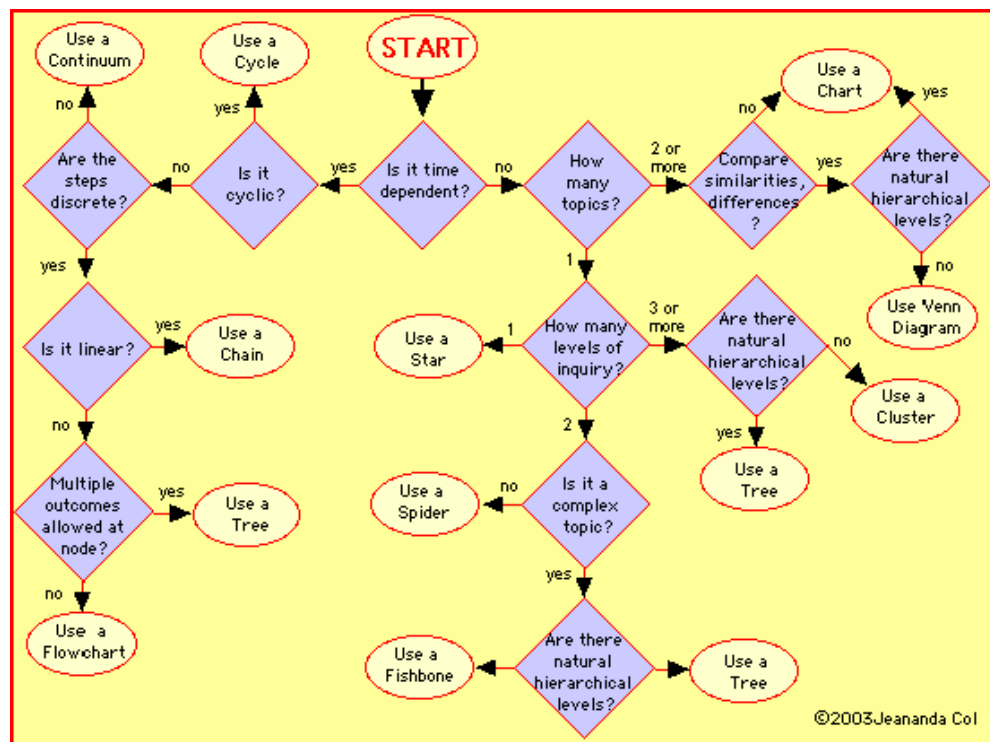 START
Use a
Continuum
Use a
Cycle
Use a
Chart
no
yes
no
yes
Are the
steps
discrete?
no
Is it
cyclic?
yes
Is it time
dependent?
no
How
many
topics?
2 or
more
Compare
similarities,
differences
?
yes
Are there
natural
hierarchical
levels?
yes
1
no
Use Venn
Diagram
Is it linear?
yes
Use a
Chain
Use a
Star
1
How many
levels of
inquiry?
3 or
more
Are there
natural
hierarchical
levels?
no
Use a
Cluster
no
2
yes
Use a
Tree
Multiple
outcomes
allowed at
node?
yes
Use a
Tree
Use a
Spider
no
Is it a
complex
topic?
no
yes
Use a
Flowchart
Use a
Fishbone
Are there
natural
hierarchical
levels?
Use a
Tree
©2003Jeananda Col